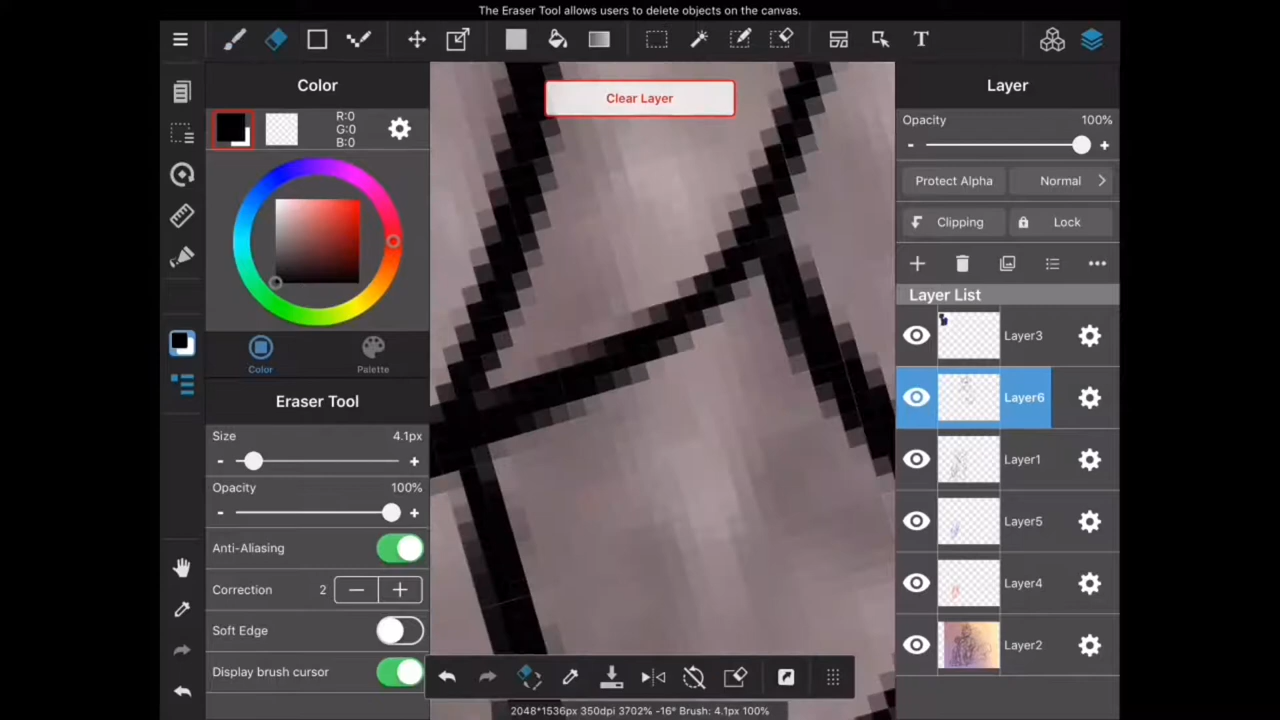 The Eraser Tool allows users to delete objects on the canvas.
T
Color
R:0
G:0
B:0
Color
Palette
Eraser Tool
Size 4.1px
- +
Opacity 100%
- +
Anti-Aliasing
Correction 2 — +
Soft Edge
Display brush cursor
Clear Layer
2048*1536px 350dpi 3702% -16° Brush: 4.1px 100%
Layer
Opacity 100%
- +
Protect Alpha Normal >
Clipping Lock
Layer List
Layer3
Layer6
Layer1
Layer5
Layer4
Layer2